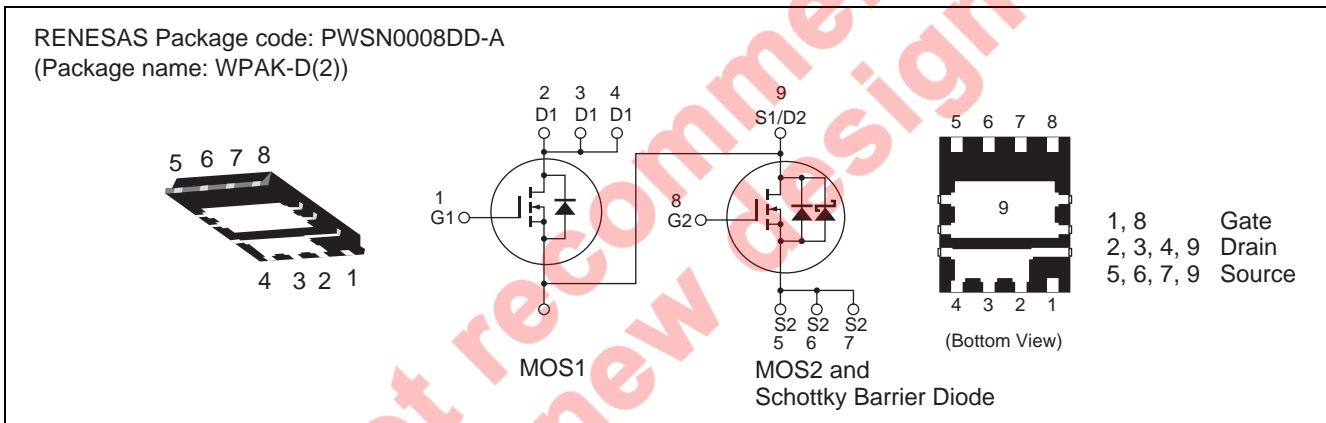 RENESAS Package code: PWSN0008DD-A
(Package name: WPAK-D(2))
5 6 7 8
4 3 2 1
2 3 4
D1 D1 D1
1
G1
MOS1
9
S1/D2
8
G2
S2 S2 S2
5 6 7
MOS2 and
Schottky Barrier Diode
5 6 7 8
9
4 3 2 1
(Bottom View)
1, 8 Gate
2, 3, 4, 9 Drain
5, 6, 7, 9 Source
t recomme
new design